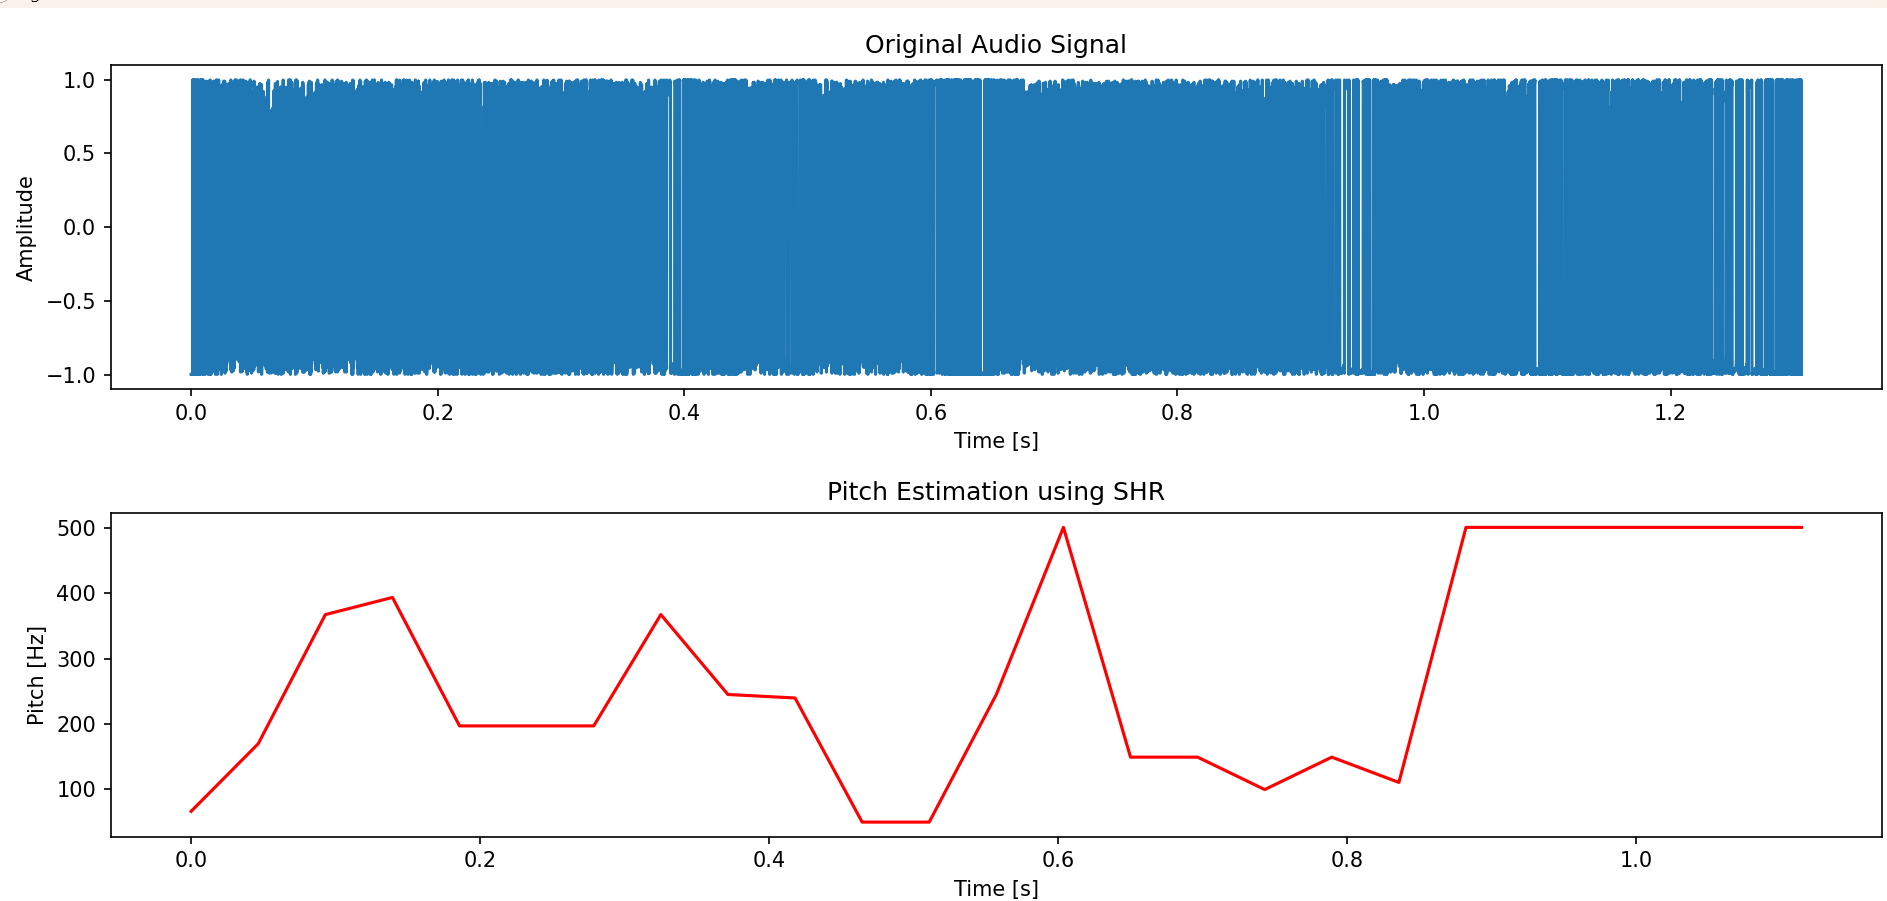 Original Audio Signal
1.0
0.5
0.0
−0.5
−1.0
Amplitude
0.0 0.2 0.4 0.6 0.8 1.0 1.2
Time [s]
Pitch Estimation using SHR
500
400
300
200
100
Pitch [Hz]
0.0 0.2 0.4 0.6 0.8 1.0
Time [s]